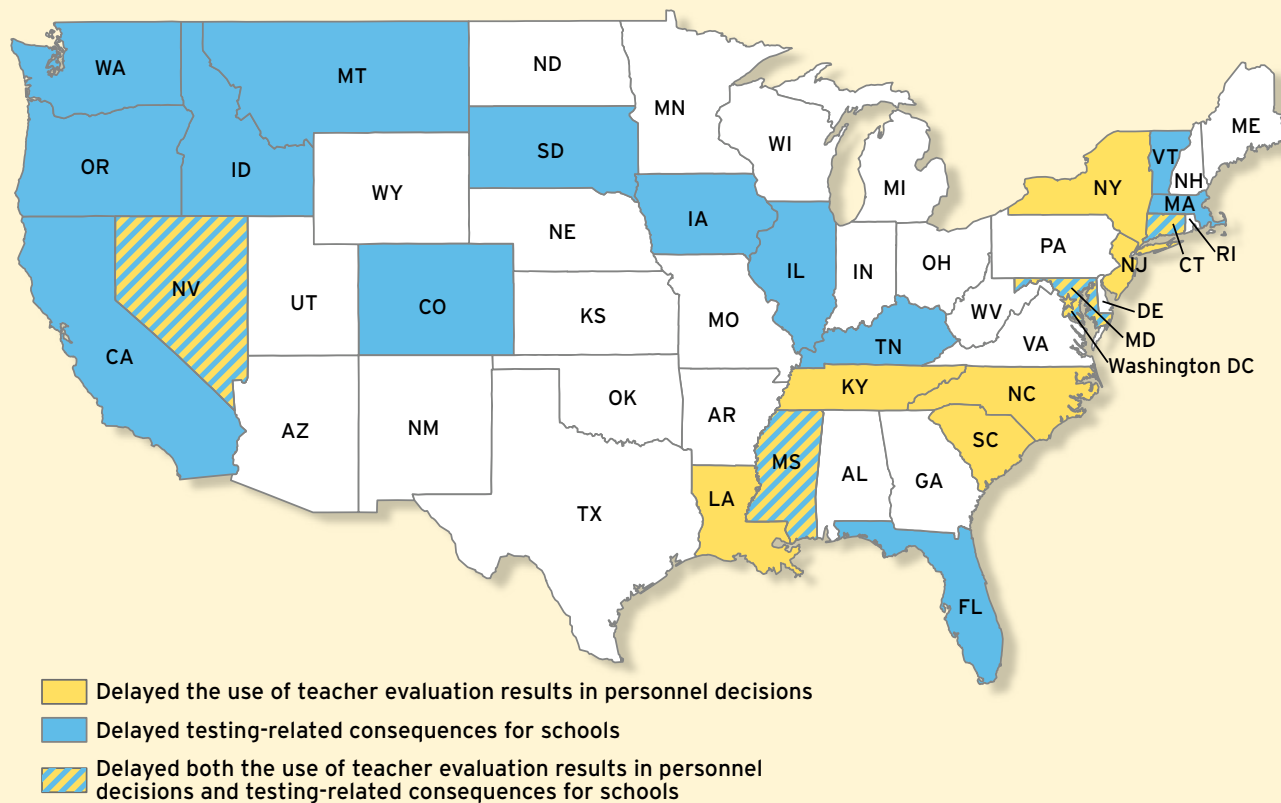 WA
MT
ND
MN
ME
OR
ID
SD
WI
VT
NY
NH
MI
MA
WY
IA
NE
PA
RI
CT
NJ
NV
IL
IN
OH
UT
CO
DE
KS
MO
WV
MD
CA
TN
VA
Washington DC
KY
NC
OK
AZ
NM
AR
SC
MS
AL
GA
LA
TX
FL
Delayed the use of teacher evaluation results in personnel decisions
Delayed testing-related consequences for schools
Delayed both the use of teacher evaluation results in personnel
decisions and testing-related consequences for schools